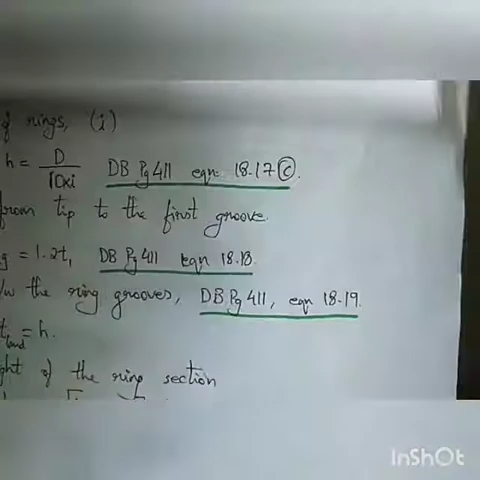 of rings, (i)
h = D/10xi DB Pg 411 eqn 18.17 (c).
from tip to the first groove.
g = 1.2t, DB Pg 411 eqn 18.18.
/w the ring grooves, DB Pg 411, eqn 18.19.
land = h.
ght of the ring section
InShOt